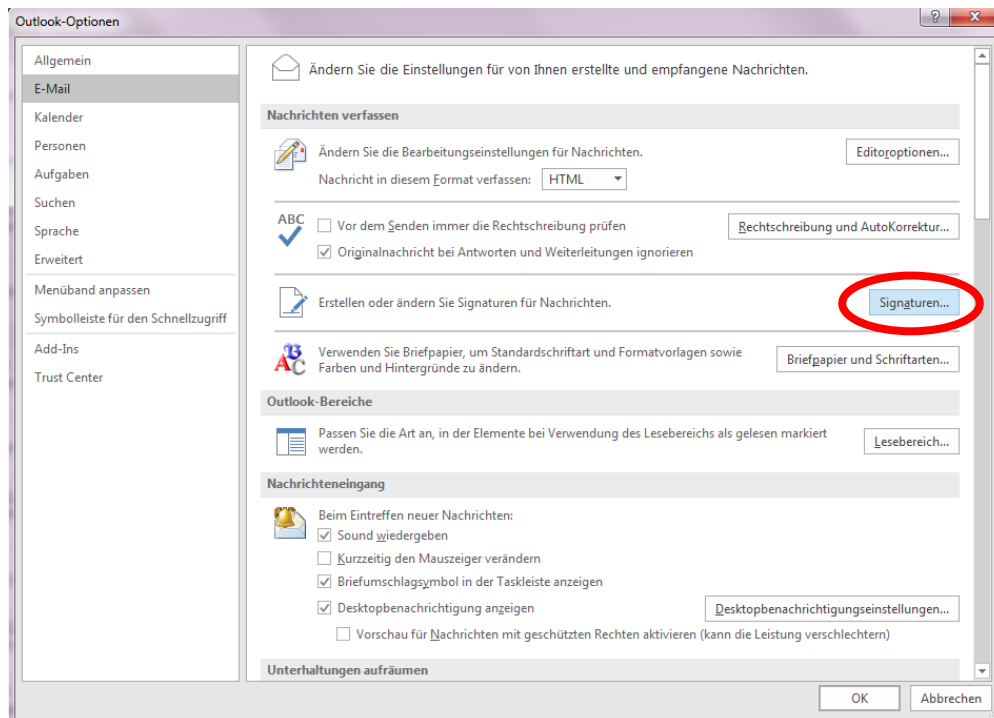 Outlook-Optionen
Allgemein
E-Mail
Kalender
Personen
Aufgaben
Suchen
Sprache
Erweitert
Menüband anpassen
Symbolleiste für den Schnellzugriff
Add-Ins
Trust Center
Ändern Sie die Einstellungen für von Ihnen erstellte und empfangene Nachrichten.
Nachrichten verfassen
Ändern Sie die Bearbeitungseinstellungen für Nachrichten.
Editoroptionen...
Nachricht in diesem Format verfassen: HTML
ABC
Vor dem Senden immer die Rechtschreibung prüfen
Rechtschreibung und AutoKorrektur...
Originalnachricht bei Antworten und Weiterleitungen ignorieren
Erstellen oder ändern Sie Signaturen für Nachrichten.
Signaturen...
Verwenden Sie Briefpapier, um Standardschriftart und Formatvorlagen sowie
Farben und Hintergründe zu ändern.
Briefpapier und Schriftarten...
Outlook-Bereiche
Passen Sie die Art an, in der Elemente bei Verwendung des Lesebereichs als gelesen markiert
werden.
Lesebereich...
Nachrichteneingang
Beim Eintreffen neuer Nachrichten:
Sound wiedergeben
Kurzzeitig den Mauszeiger verändern
Briefumschlagsymbol in der Taskleiste anzeigen
Desktopbenachrichtigung anzeigen
Desktopbenachrichtigungseinstellungen...
Vorschau für Nachrichten mit geschützten Rechten aktivieren (kann die Leistung verschlechtern)
Unterhaltungen aufräumen
OK
Abbrechen